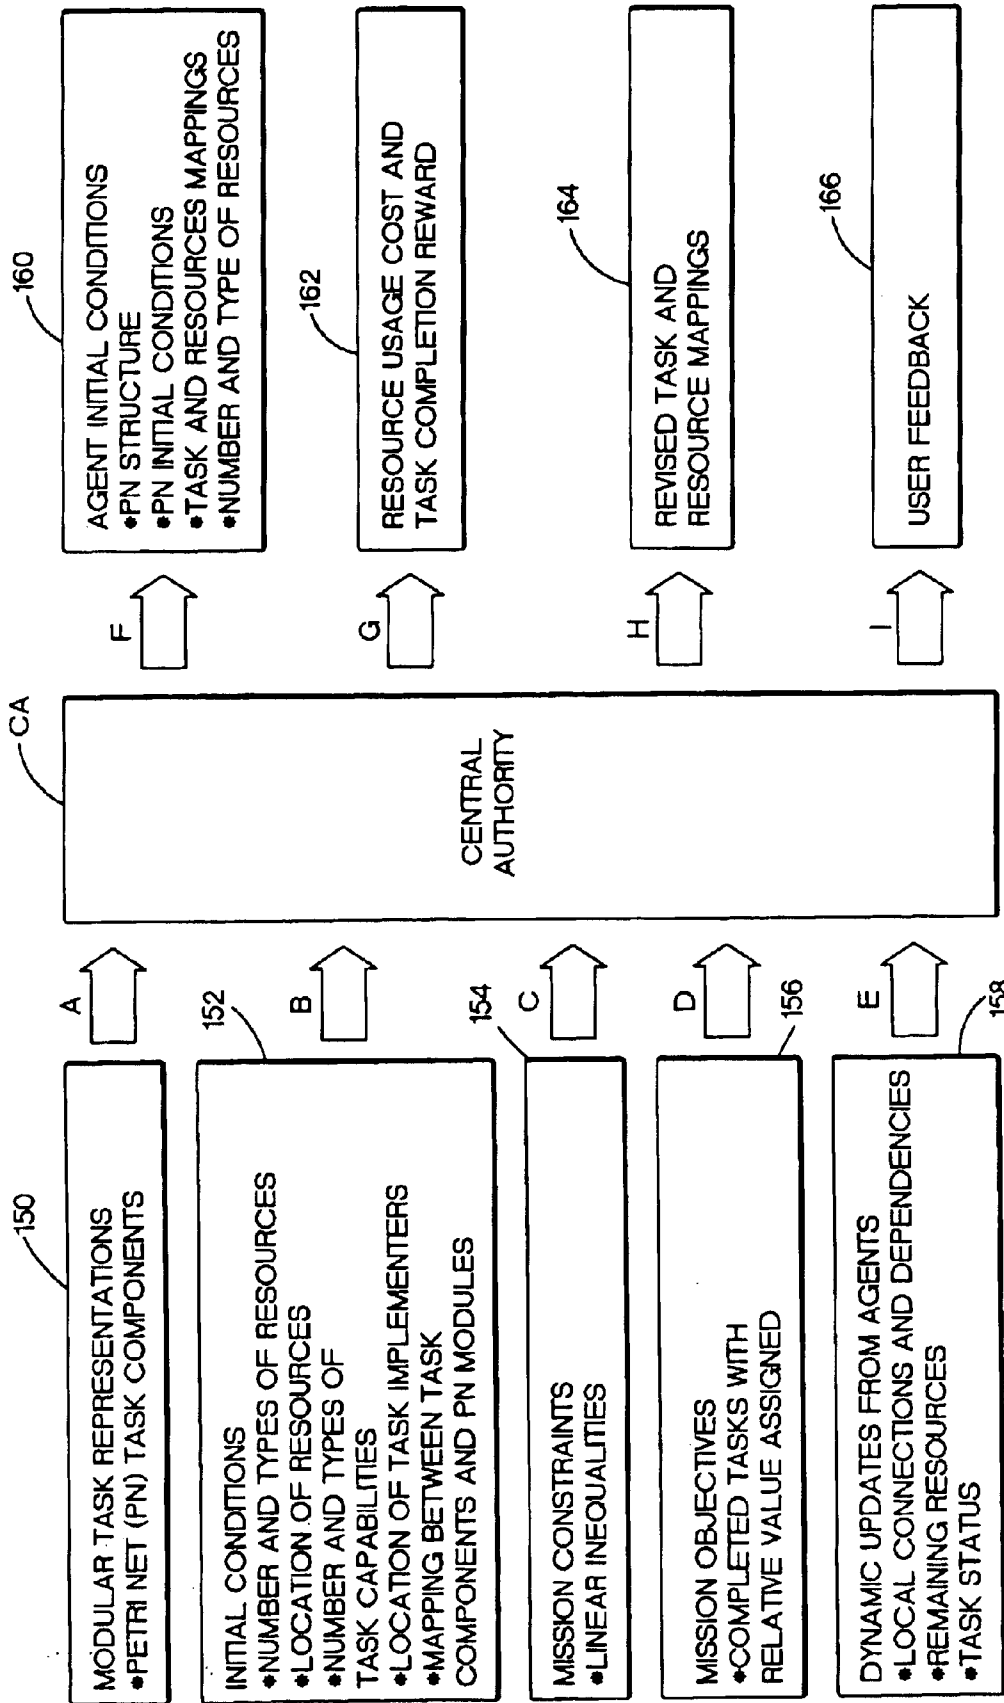 150
MODULAR TASK REPRESENTATIONS
•PETRI NET (PN) TASK COMPONENTS
A
152
INITIAL CONDITIONS
•NUMBER AND TYPES OF RESOURCES
•LOCATION OF RESOURCES
•NUMBER AND TYPES OF
TASK CAPABILITIES
•LOCATION OF TASK IMPLEMENTERS
•MAPPING BETWEEN TASK
COMPONENTS AND PN MODULES
B
154
MISSION CONSTRAINTS
•LINEAR INEQUALITIES
C
MISSION OBJECTIVES
•COMPLETED TASKS WITH
RELATIVE VALUE ASSIGNED
D
156
DYNAMIC UPDATES FROM AGENTS
•LOCAL CONNECTIONS AND DEPENDENCIES
•REMAINING RESOURCES
•TASK STATUS
E
158
CA
CENTRAL
AUTHORITY
F
160
AGENT INITIAL CONDITIONS
•PN STRUCTURE
•PN INITIAL CONDITIONS
•TASK AND RESOURCES MAPPINGS
•NUMBER AND TYPE OF RESOURCES
G
162
RESOURCE USAGE COST AND
TASK COMPLETION REWARD
H
164
REVISED TASK AND
RESOURCE MAPPINGS
I
166
USER FEEDBACK